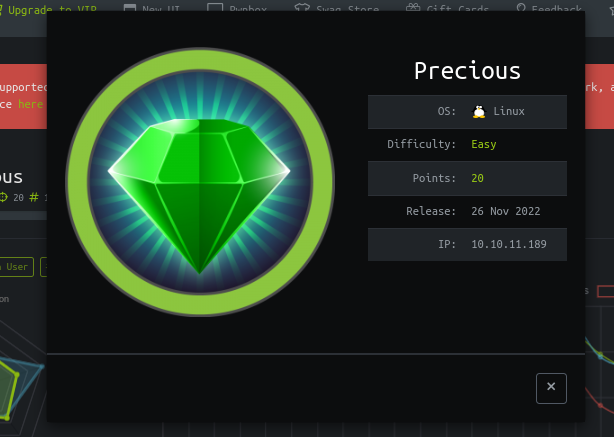 Upgrade to VIP New UI Pwnbox Swag Store Gift Cards Feedback
Precious
upported
rk, a
ce here
OS: Linux
Difficulty: Easy
ous
Points: 20
20 # 1
Release: 26 Nov 2022
IP: 10.10.11.189
User
s
on
×